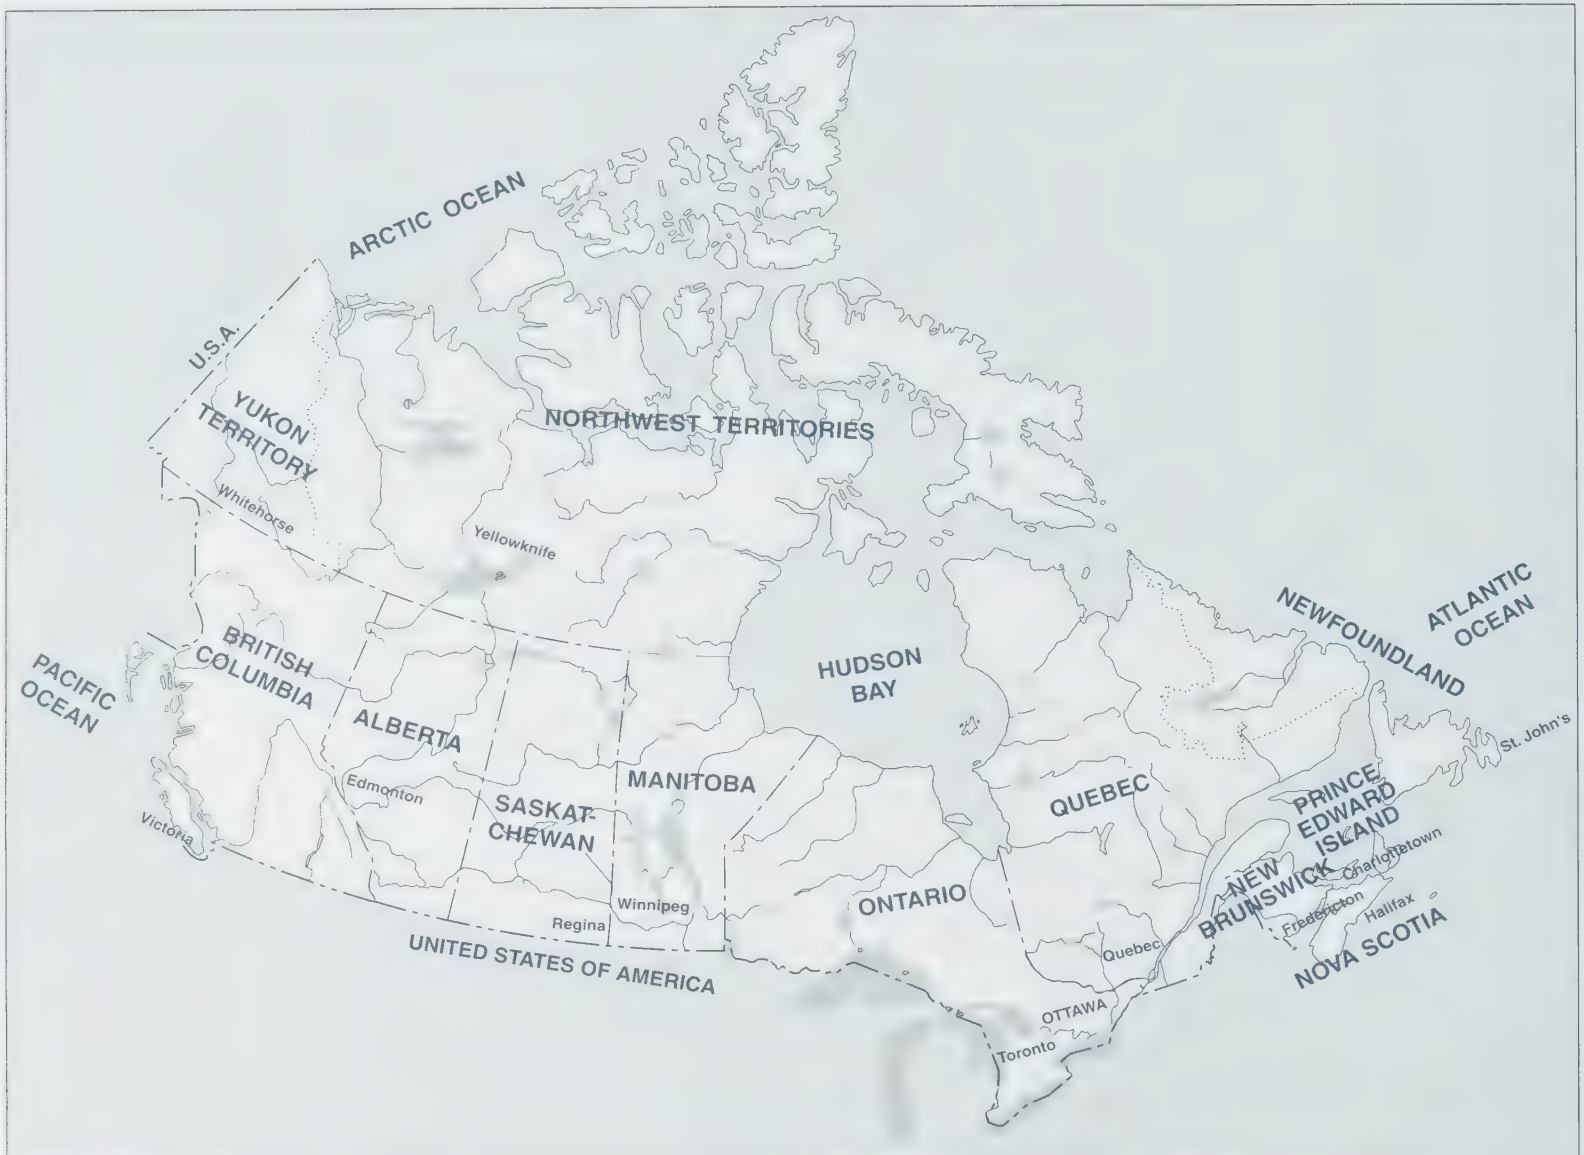 ARCTIC OCEAN
U.S.A.
YUKON
TERRITORY
NORTHWEST TERRITORIES
Whitehorse
Yellowknife
ATLANTIC
OCEAN
NEWFOUNDLAND
PACIFIC
OCEAN
BRITISH
COLUMBIA
HUDSON
BAY
ALBERTA
St. John's
Edmonton
MANITOBA
QUEBEC
PRINCE
EDWARD
ISLAND
SASKAT-
CHEWAN
Victoria
Charlottetown
NEW
BRUNSWICK
ONTARIO
Winnipeg
Regina
Fredericton
Halifax
NOVA SCOTIA
Quebec
UNITED STATES OF AMERICA
OTTAWA
Toronto